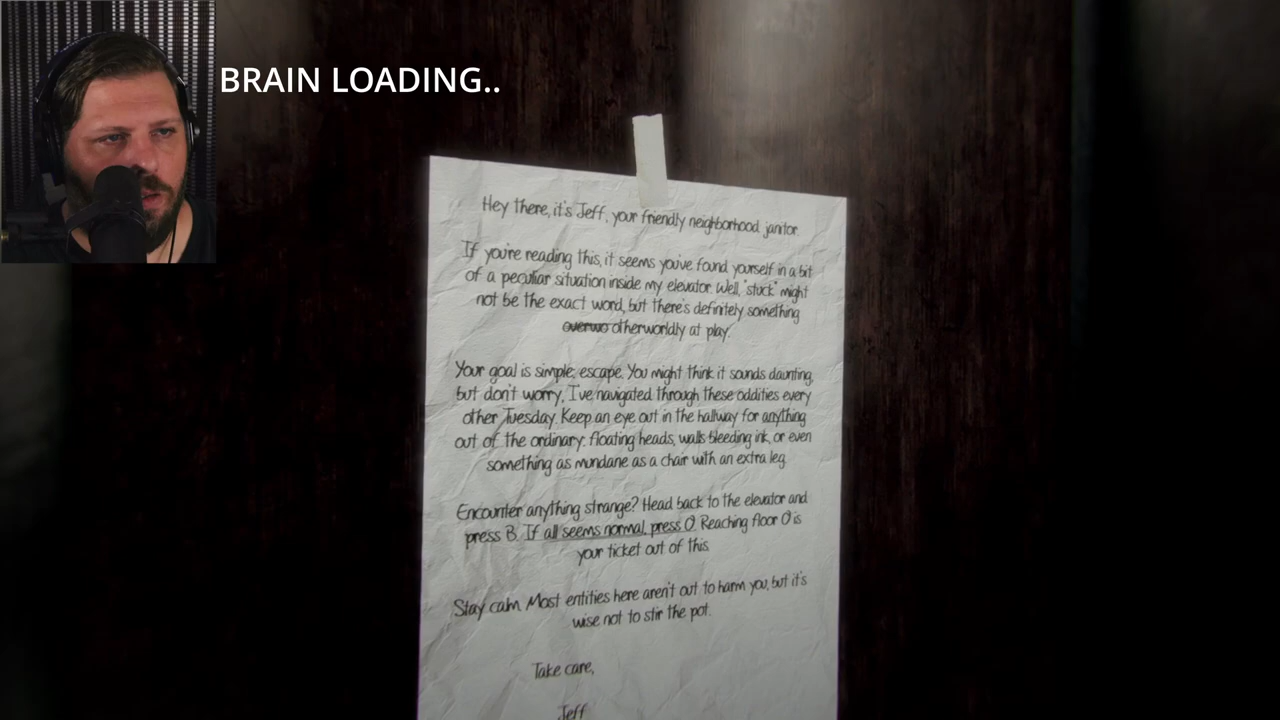 BRAIN LOADING..
Hey there, it's Jeff, your friendly neighborhood janitor
If you're reading this, it seems you've found yourself in a bit
of a peculiar situation inside my elevator. Well, "stuck" might
not be the exact word, but there's definitely something
overwo otherworldly at play.
Your goal is simple; escape. You might think it sounds daunting,
but don't worry, I've navigated through these oddities every
other Tuesday. Keep an eye out in the hallway for anything
out of the ordinary: floating heads, walls bleeding ink, or even
something as mundane as a chair with an extra leg.
Encounter anything strange? Head back to the elevator and
press B. If all seems normal, press O. Reaching floor O is
your ticket out of this.
Stay calm. Most entities here aren't out to harm you, but it's
wise not to stir the pot.
Take care,
Jeff